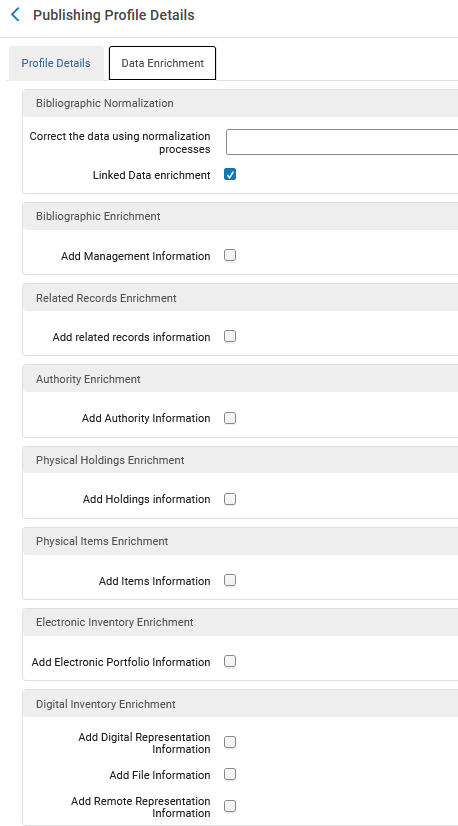 Publishing Profile Details
Profile Details
Data Enrichment
Bibliographic Normalization
Correct the data using normalization
processes
Linked Data enrichment
Bibliographic Enrichment
Add Management Information
Related Records Enrichment
Add related records information
Authority Enrichment
Add Authority Information
Physical Holdings Enrichment
Add Holdings information
Physical Items Enrichment
Add Items Information
Electronic Inventory Enrichment
Add Electronic Portfolio Information
Digital Inventory Enrichment
Add Digital Representation
Information
Add File Information
Add Remote Representation
Information